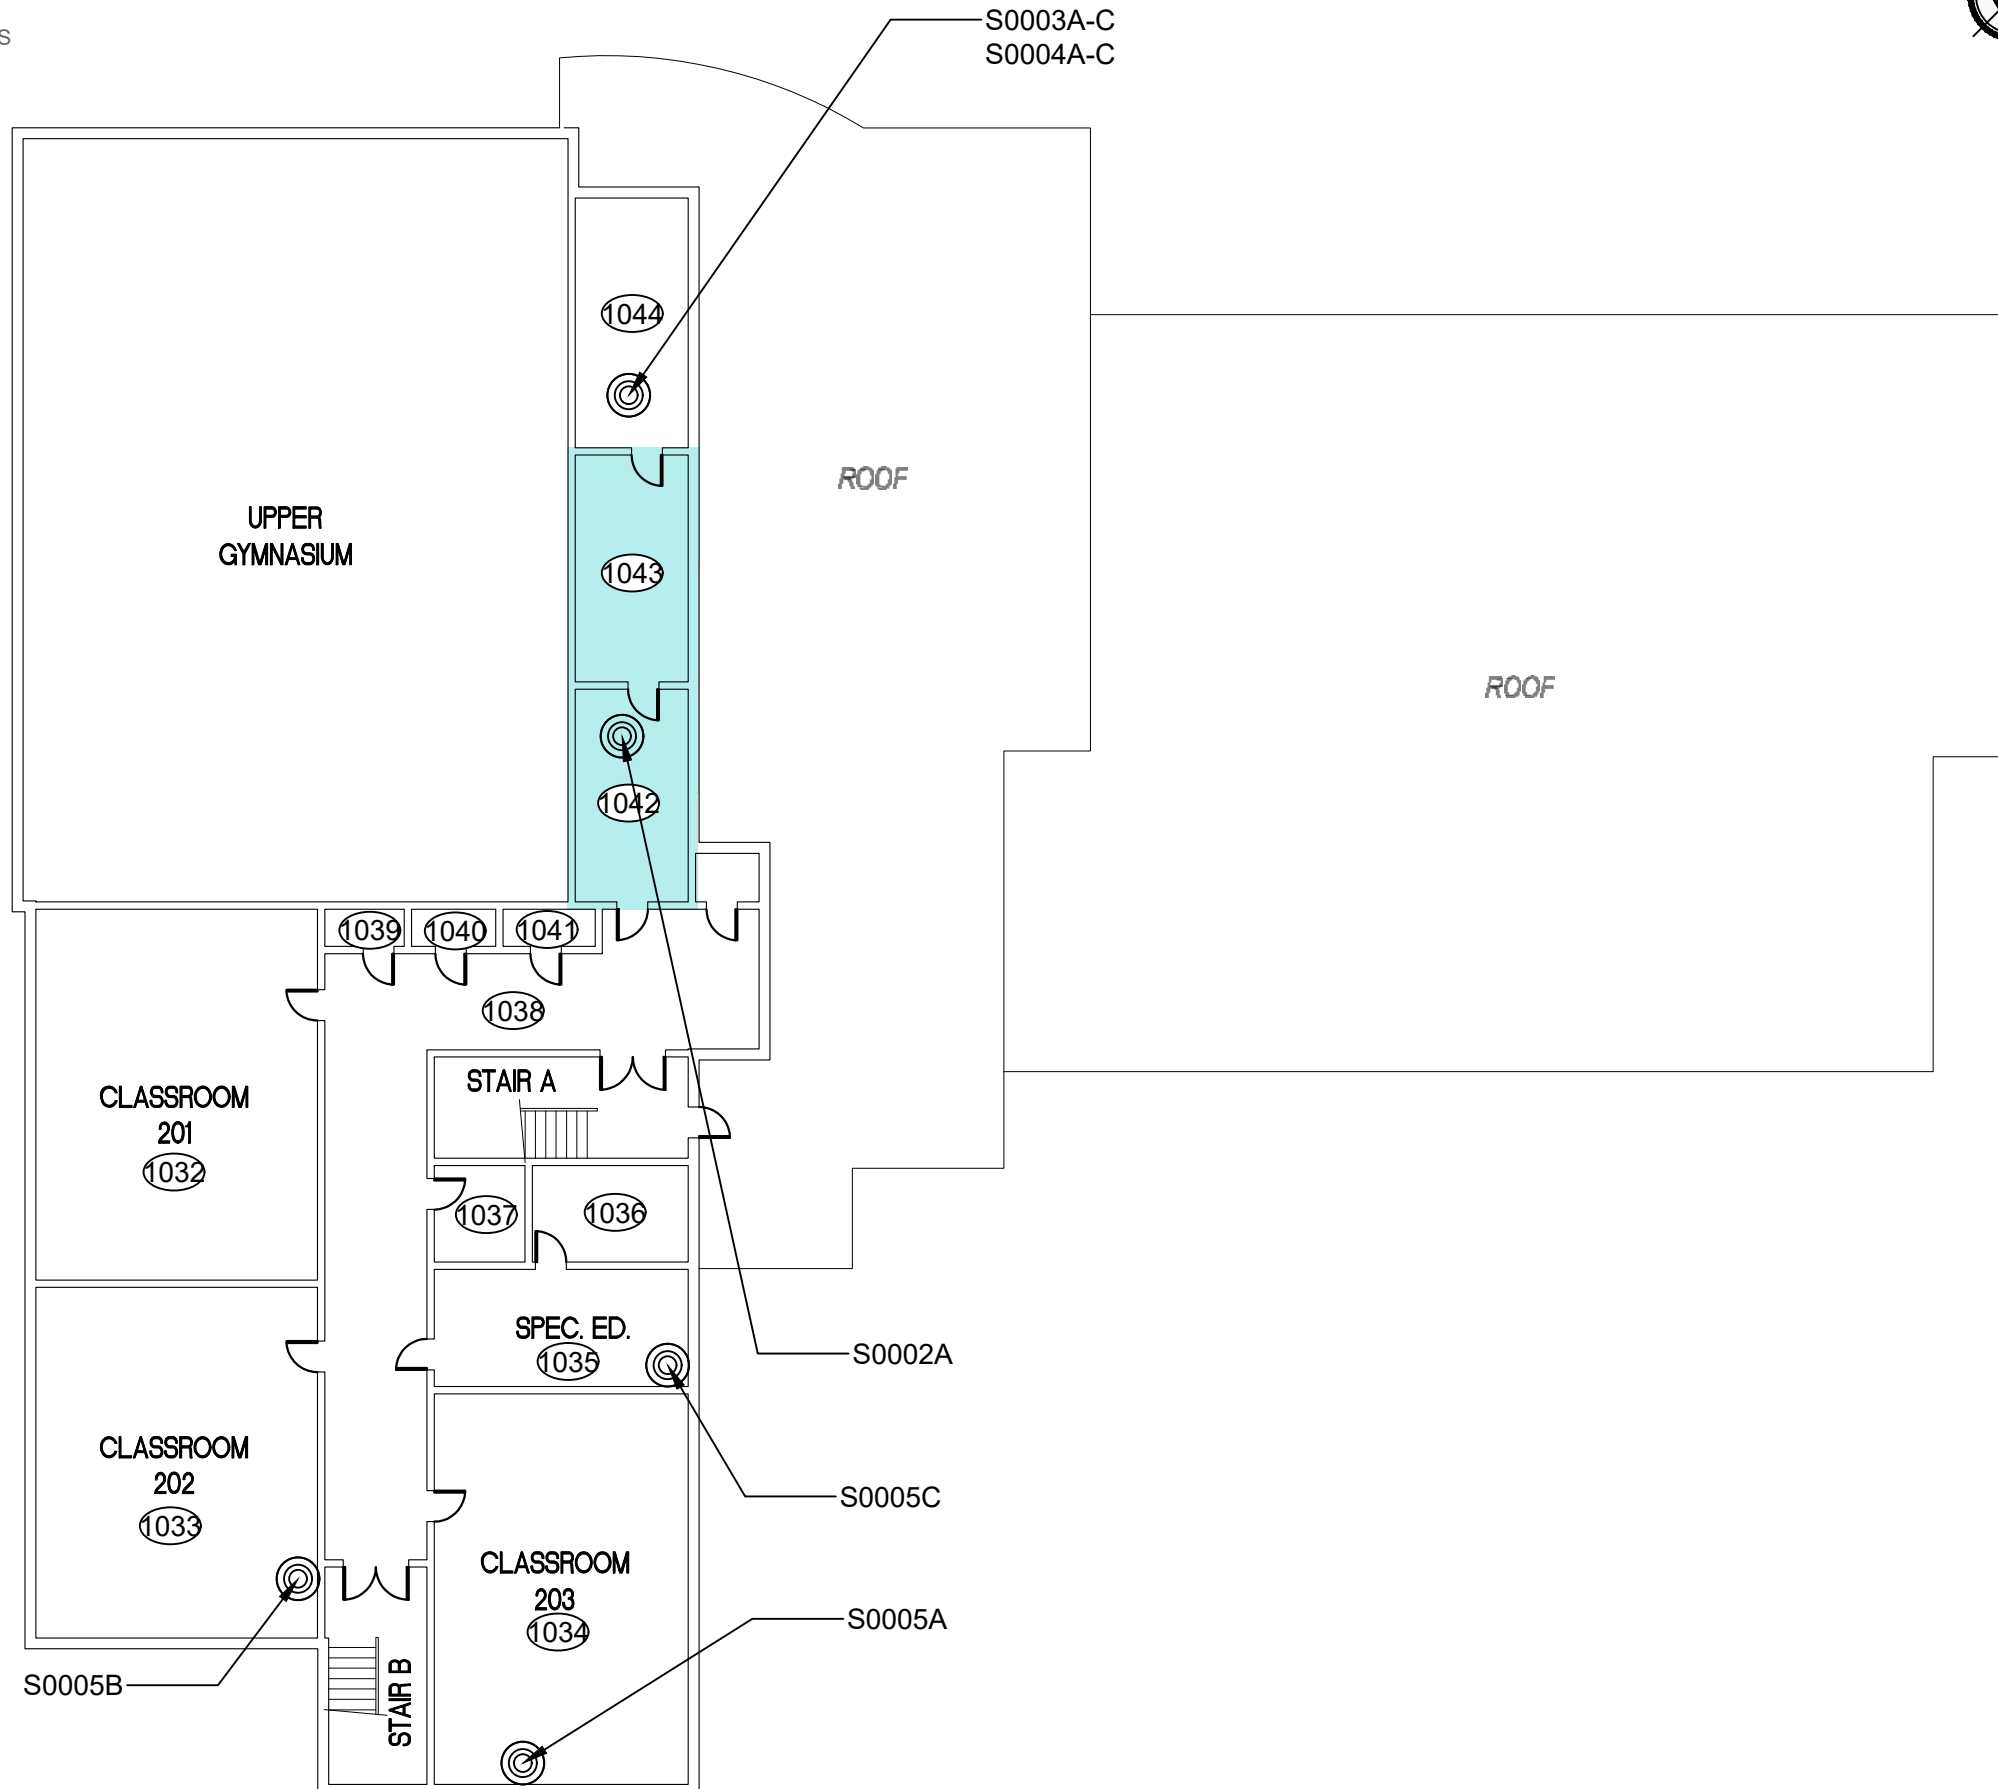 S0003A-C
S
S0004A-C
1044
ROOF
UPPER
GYMNASIUM
1043
ROOF
1042
1039
1040
1041
1038
STAIR A
CLASSROOM
201
1032
1037
1036
SPEC. ED.
1035
S0002A
CLASSROOM
202
1033
S0005C
CLASSROOM
203
1034
S0005A
S0005B
STAIR B